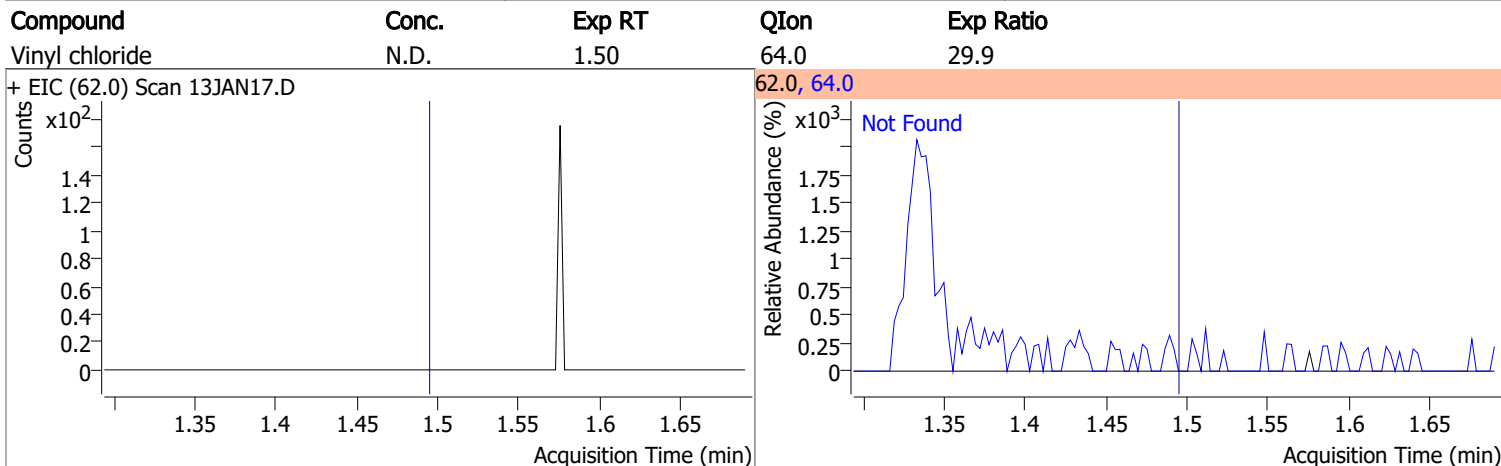 Compound Conc. Exp RT QIon Exp Ratio
Vinyl chloride N.D. 1.50 64.0 29.9
+ EIC (62.0) Scan 13JAN17.D
Counts
x10²
1.4
1.2
1
0.8
0.6
0.4
0.2
0
1.35 1.4 1.45 1.5 1.55 1.6 1.65
Acquisition Time (min)
62.0, 64.0
Relative Abundance (%)
x10³
Not Found
1.75
1.5
1.25
1
0.75
0.5
0.25
0
1.35 1.4 1.45 1.5 1.55 1.6 1.65
Acquisition Time (min)